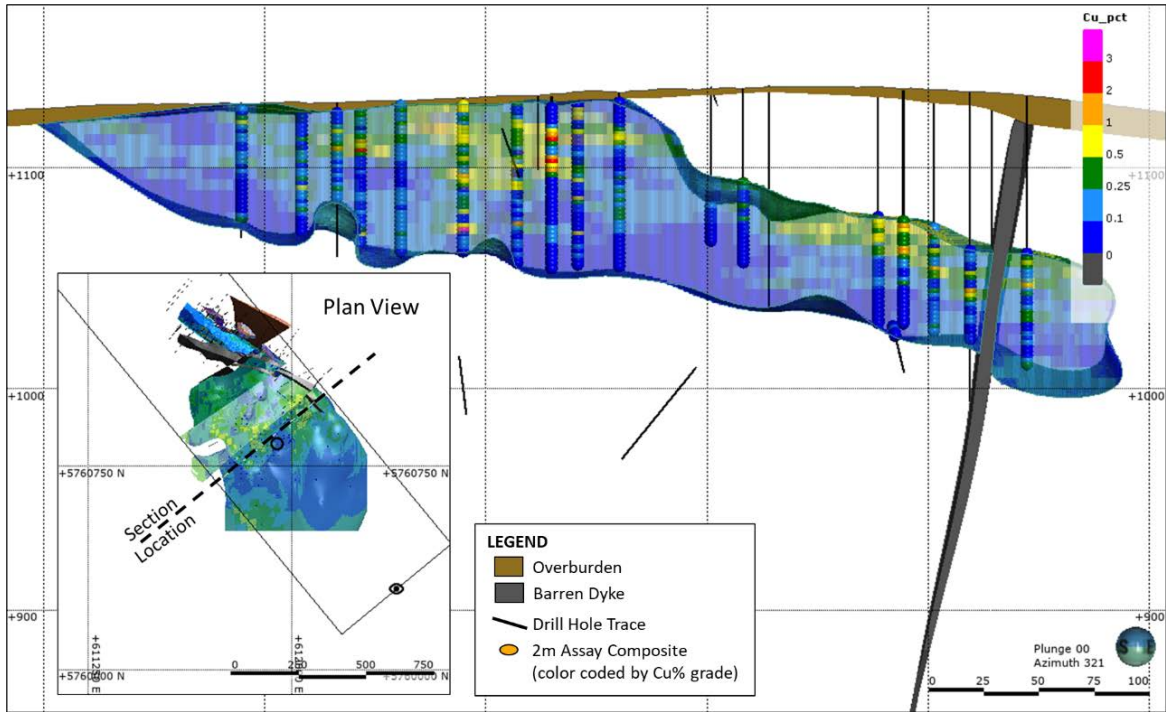 Cu_pct
3
2
1
0.5
0.25
0.1
0
+1100
+1100
+1000
+1000
+900
+900
Plan View
+5760750 N
+5760750 N
Section
Location
0
500
750
+5760000 N
LEGEND
Overburden
Barren Dyke
Drill Hole Trace
2m Assay Composite
(color coded by Cu% grade)
Plunge 00
Azimuth 321
S E
0 25 50 75 100